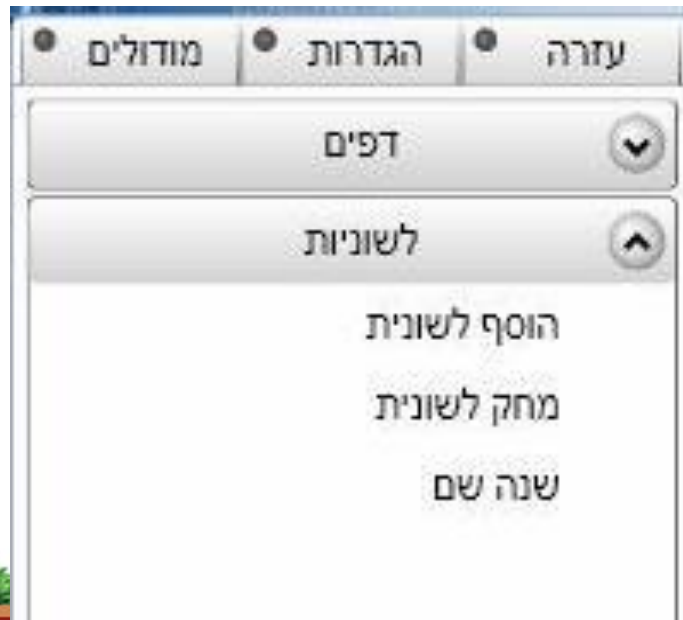 עזרה הגדרות מודולים
דפים
לשוניות
הוסף לשונית
מחק לשונית
שנה שם